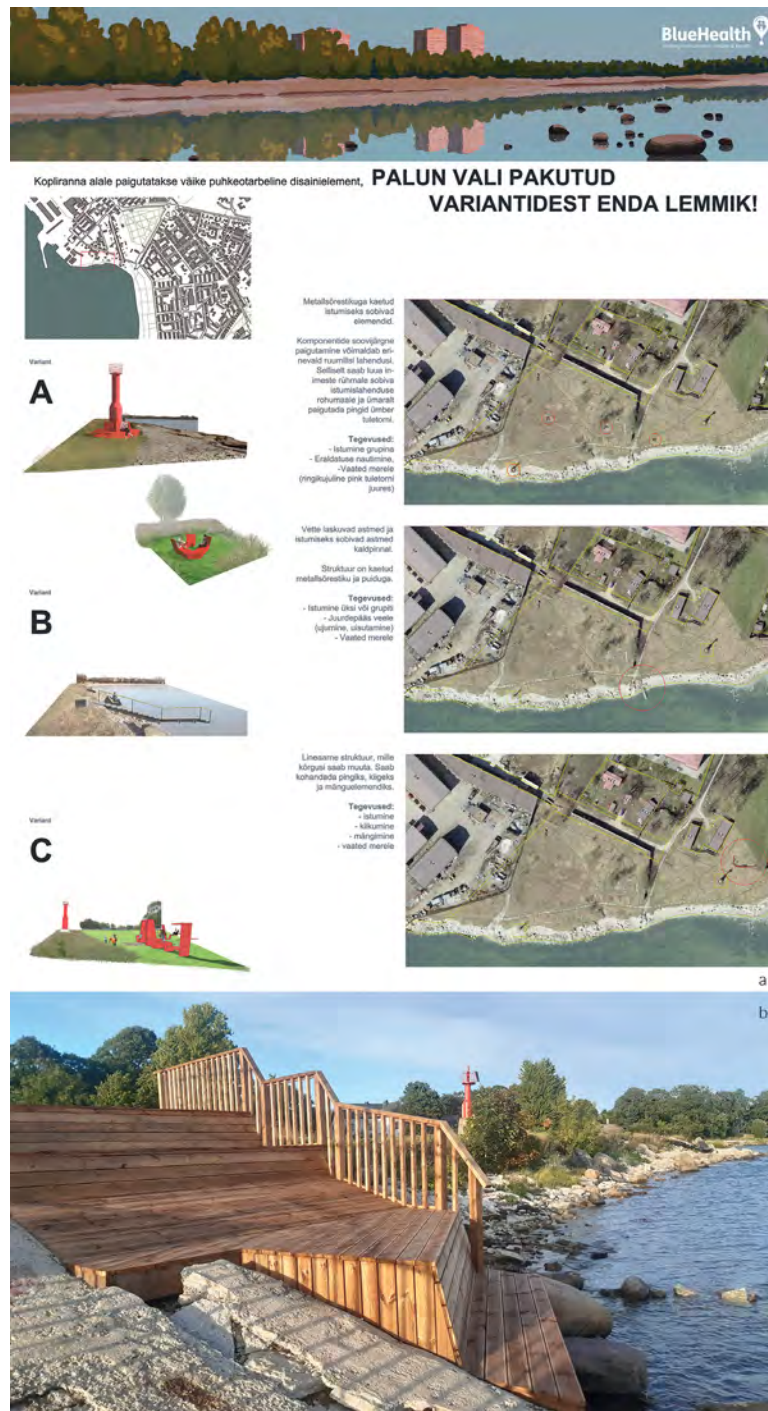 BlueHealth
Kopliranna alale paigutatakse väike puhkeotarbeline disainielement, PALUN VALI PAKUTUD
VARIANTIDEST ENDA LEMMIK!
Variant
A
Metallsõrestikuga kaetud
istumiseks sobivad
elemendid.
Komponentide soovijärgne
paigutamine võimaldab eri-
nevaid ruumilisi lahendusi.
Selliselt saab luua in-
imeste rühmale sobiva
istumislahenduse
rohumaale ja ümaralt
paigutada pingid ümber
tuletorni.
Tegevused:
- Istumine grupina
- Eraldatuse nautimine,
-Vaated merele
(ringikujuline pink tuletorni
juures)
Variant
B
Vette laskuvad astmed ja
istumiseks sobivad astmed
kaldpinnal.
Struktuur on kaetud
metallsõrestiku ja puiduga.
Tegevused:
- Istumine üksi või grupiti
- Juurdepääs veele
(ujumine, uisutamine)
- Vaated merele
Variant
C
Linesarne struktuur, mille
kõrgusi saab muuta. Saab
kohandada pingiks, kiigeks
ja mänguelemendiks.
Tegevused:
- istumine
- kiikumine
- mängimine
- vaated merele
a
b